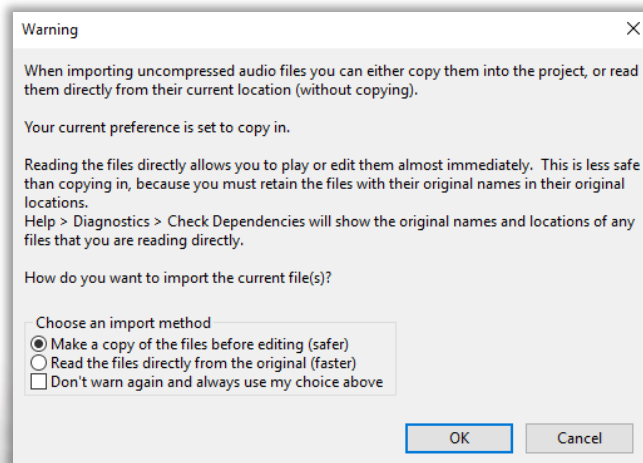 Warning
When importing uncompressed audio files you can either copy them into the project, or read
them directly from their current location (without copying).
Your current preference is set to copy in.
Reading the files directly allows you to play or edit them almost immediately.  This is less safe
than copying in, because you must retain the files with their original names in their original
locations.
Help > Diagnostics > Check Dependencies will show the original names and locations of any
files that you are reading directly.
How do you want to import the current file(s)?
Choose an import method
Make a copy of the files before editing (safer)
Read the files directly from the original (faster)
Don't warn again and always use my choice above
OK Cancel